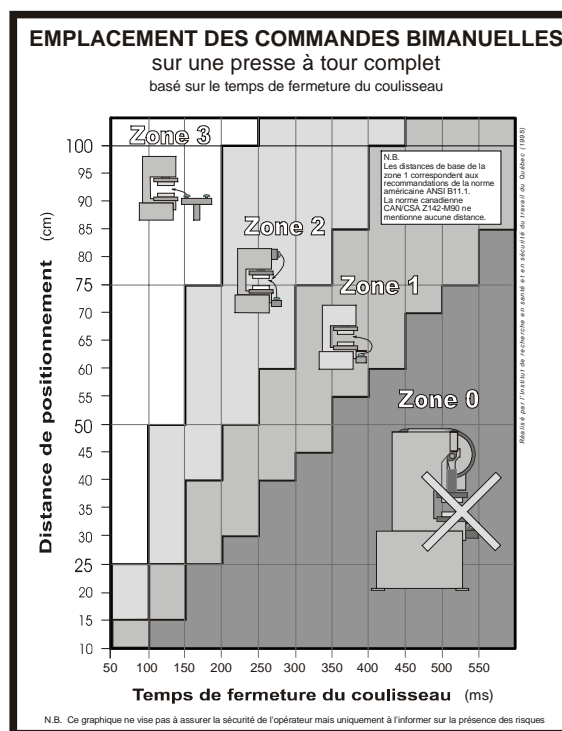 EMPLACEMENT DES COMMANDES BIMANUELLES
sur une presse à tour complet
basé sur le temps de fermeture du coulisseau
Zone 3
N.B.
Les distances de base de la
zone 1 correspondent aux
recommandations de la norme
américaine ANSI B11.1.
La norme canadienne
CAN/CSA Z142-M90 ne
mentionne aucune distance.
Zone 2
Zone 1
Zone 0
Distance de positionnement (cm)
100
95
90
85
80
75
70
65
60
55
50
45
40
35
30
25
20
15
10
50 100 150 200 250 300 350 400 450 500 550
Temps de fermeture du coulisseau (ms)
Réalisé par l'Institut de recherche en santé et en sécurité du travail du Québec (1995)
N.B. Ce graphique ne vise pas à assurer la sécurité de l'opérateur mais uniquement à l'informer sur la présence des risques